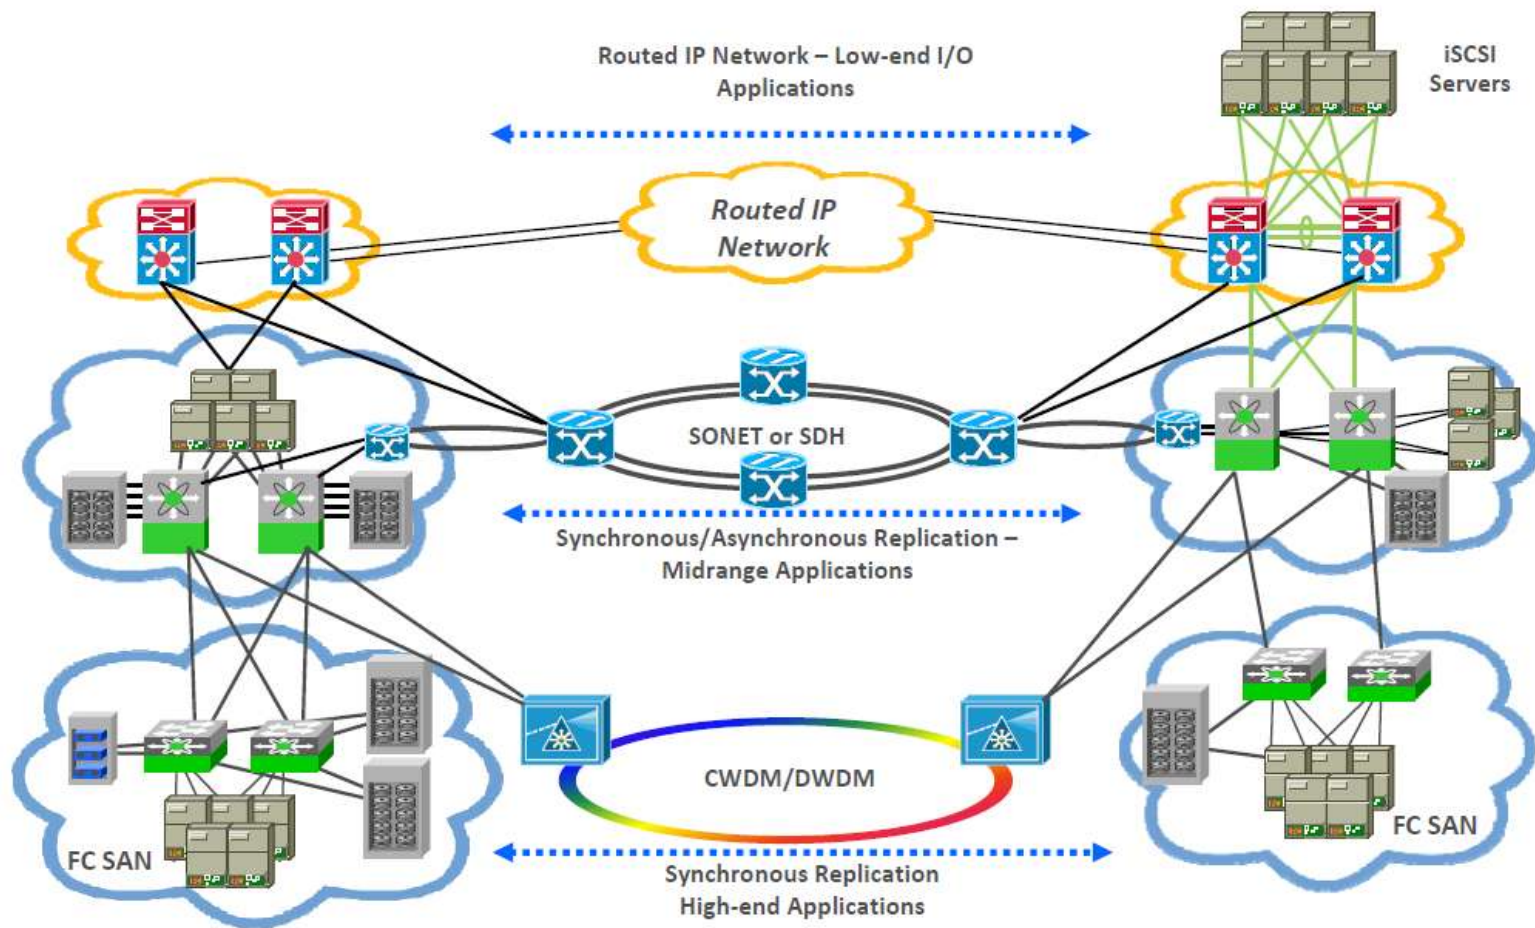 Routed IP Network – Low-end I/O
Applications
iSCSI
Servers
Routed IP
Network
SONET or SDH
Synchronous/Asynchronous Replication –
Midrange Applications
CWDM/DWDM
FC SAN
FC SAN
Synchronous Replication
High-end Applications